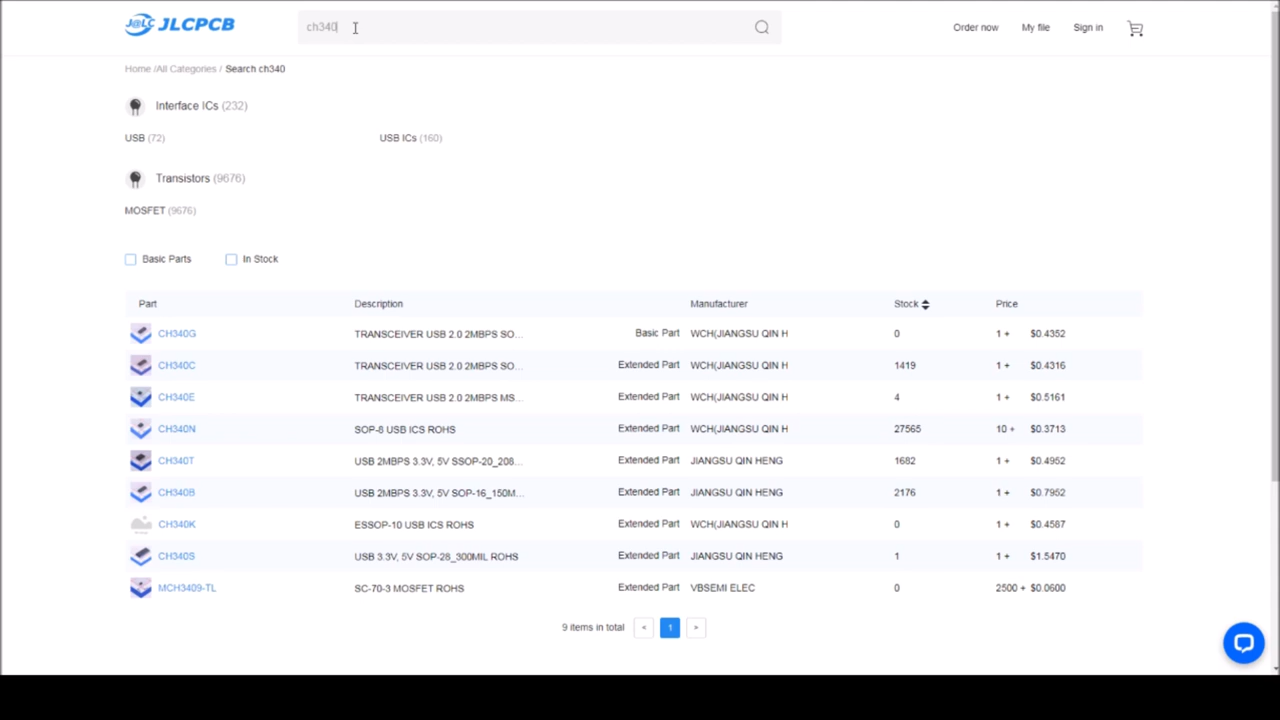 J@LC JLCPCB ch340 Order now My file Sign in
Home /All Categories / Search ch340
Interface ICs (232)
USB (72) USB ICs (160)
Transistors (9676)
MOSFET (9676)
Basic Parts In Stock
Part Description Manufacturer Stock Price
CH340G TRANSCEIVER USB 2.0 2MBPS SO... Basic Part WCH(JIANGSU QIN H 0 1 + $0.4352
CH340C TRANSCEIVER USB 2.0 2MBPS SO... Extended Part WCH(JIANGSU QIN H 1419 1 + $0.4316
CH340E TRANSCEIVER USB 2.0 2MBPS MS... Extended Part WCH(JIANGSU QIN H 4 1 + $0.5161
CH340N SOP-8 USB ICS ROHS Extended Part WCH(JIANGSU QIN H 27565 10 + $0.3713
CH340T USB 2MBPS 3.3V, 5V SSOP-20_208... Extended Part JIANGSU QIN HENG 1682 1 + $0.4952
CH340B USB 2MBPS 3.3V, 5V SOP-16_150M... Extended Part JIANGSU QIN HENG 2176 1 + $0.7952
CH340K ESSOP-10 USB ICS ROHS Extended Part WCH(JIANGSU QIN H 0 1 + $0.4587
CH340S USB 3.3V, 5V SOP-28_300MIL ROHS Extended Part JIANGSU QIN HENG 1 1 + $1.5470
MCH3409-TL SC-70-3 MOSFET ROHS Extended Part VBSEMI ELEC 0 2500 + $0.0600
9 items in total < 1 >